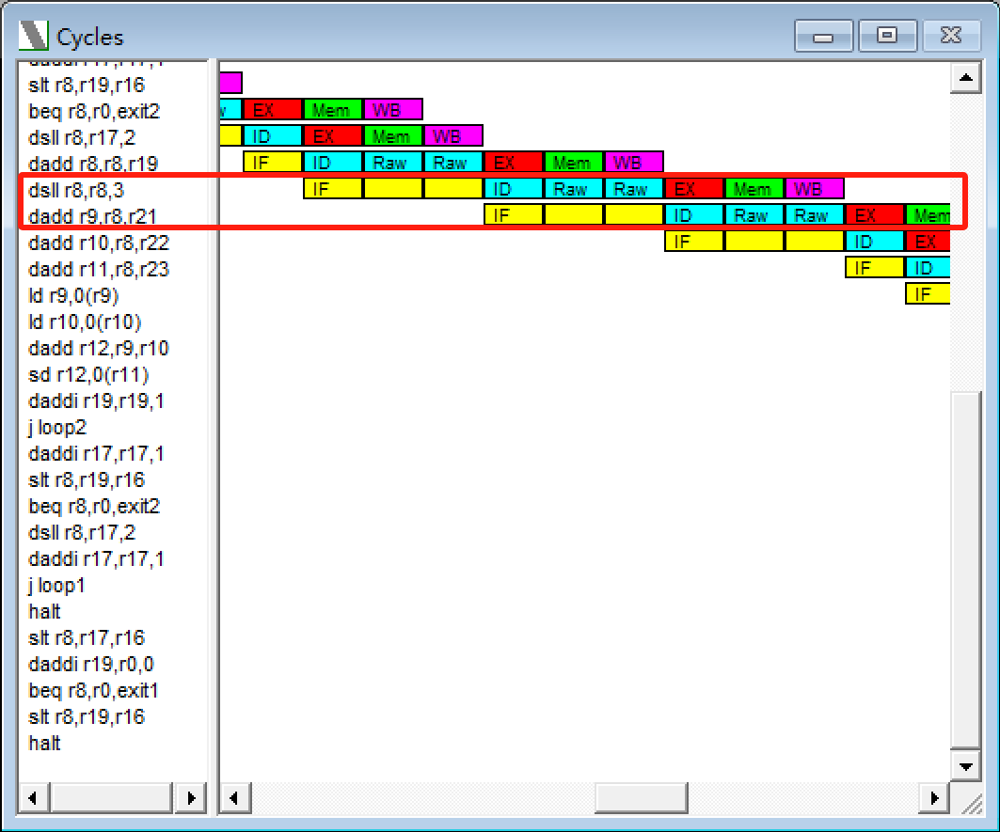 Cycles
slt r8,r19,r16
beq r8,r0,exit2 EX Mem WB
dsll r8,r17,2 ID EX Mem WB
dadd r8,r8,r19 IF ID Raw Raw EX Mem WB
dsll r8,r8,3 IF ID Raw Raw EX Mem WB
dadd r9,r8,r21 IF ID Raw Raw EX Mem
dadd r10,r8,r22 IF ID EX
dadd r11,r8,r23 IF ID
ld r9,0(r9) IF
ld r10,0(r10)
dadd r12,r9,r10
sd r12,0(r11)
daddi r19,r19,1
j loop2
daddi r17,r17,1
slt r8,r19,r16
beq r8,r0,exit2
dsll r8,r17,2
daddi r17,r17,1
j loop1
halt
slt r8,r17,r16
daddi r19,r0,0
beq r8,r0,exit1
slt r8,r19,r16
halt